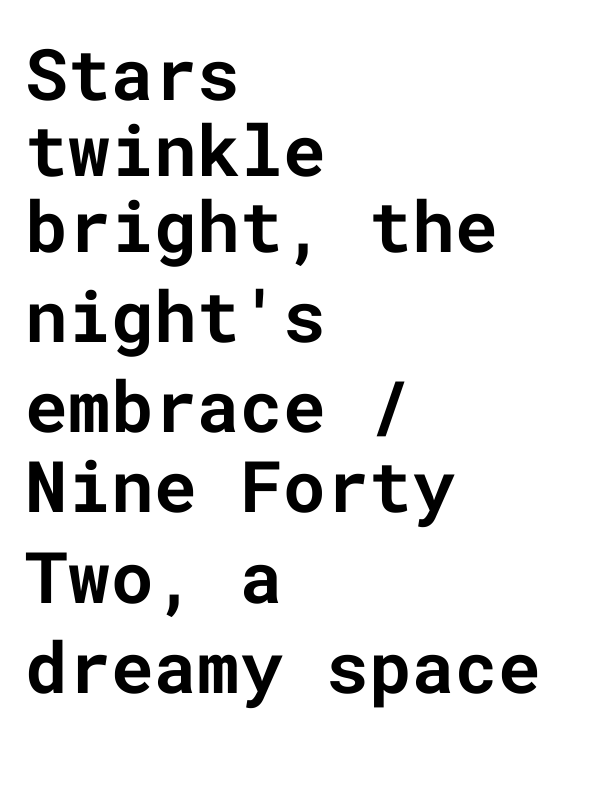 Stars
twinkle
bright, the
night's
embrace /
Nine Forty
Two, a
dreamy space